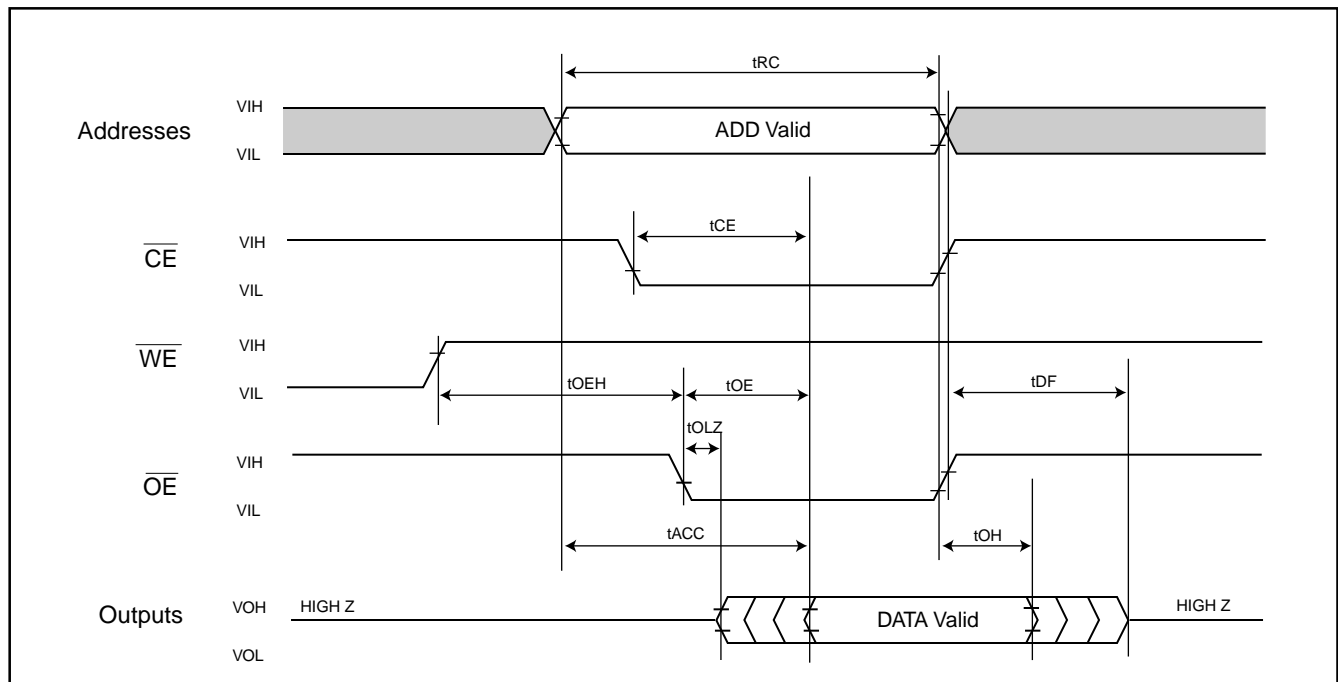 tRC
VIH
Addresses
ADD Valid
VIL
tCE
VIH
CE
VIL
VIH
WE
VIL
tOEH
tOE
tDF
tOLZ
VIH
OE
VIL
tACC
tOH
Outputs
VOH
HIGH Z
DATA Valid
HIGH Z
VOL